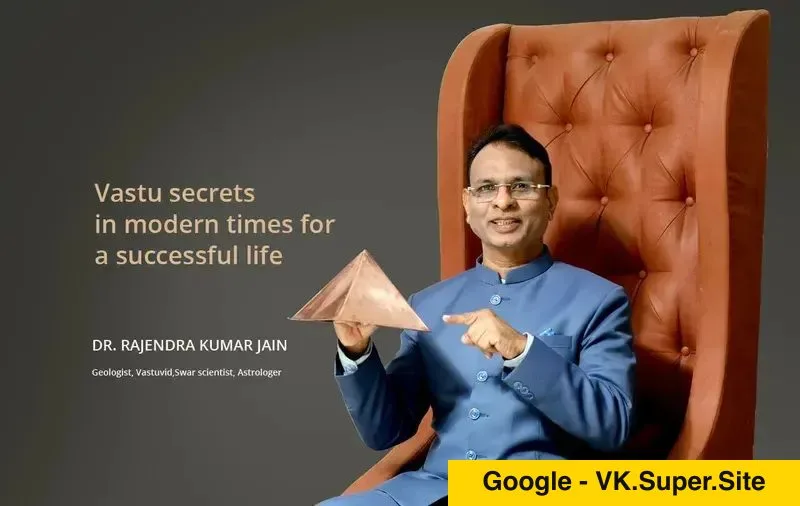 Vastu secrets
in modern times for
a successful life
DR. RAJENDRA KUMAR JAIN
Geologist, Vastuvid,Swar scientist, Astrologer
Google - VK.Super.Site